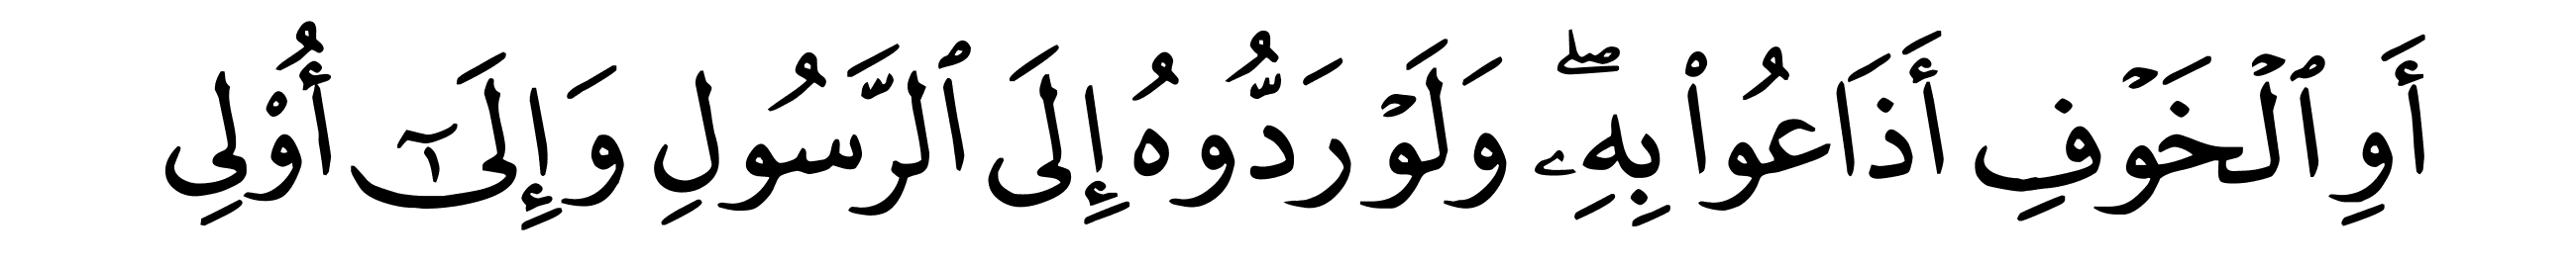 أَوِ ٱلۡخَوۡفِ أَذَاعُواْ بِهِۦۖ وَلَوۡ رَدُّوهُ إِلَى ٱلرَّسُولِ وَإِلَىٰٓ أُوْلِي